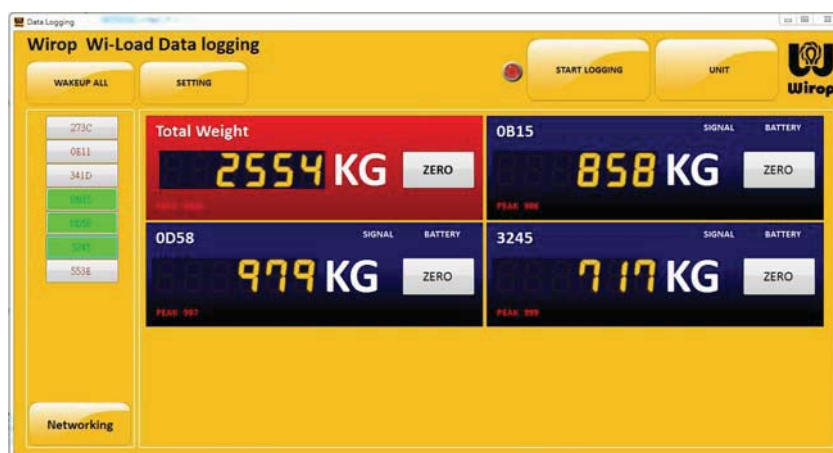 Data Logging
Wirop Wi-Load Data logging
WAKEUP ALL
SETTING
START LOGGING
UNIT
Wirop
273C
0E11
341D
0B15
0D58
3245
553E
Networking
Total Weight
2554 KG
ZERO
0B15
SIGNAL
BATTERY
858 KG
ZERO
PEAK 986
0D58
SIGNAL
BATTERY
979 KG
ZERO
PEAK 987
3245
SIGNAL
BATTERY
717 KG
ZERO
PEAK 999